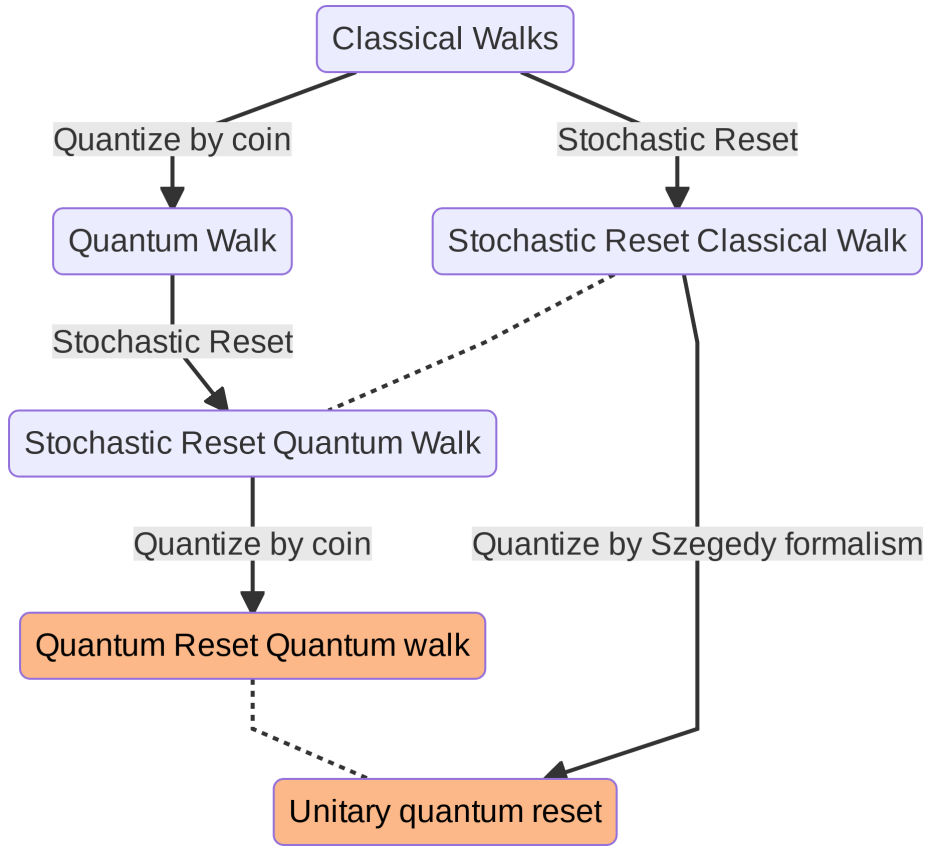 Classical Walks
Quantize by coin
Stochastic Reset
Quantum Walk
Stochastic Reset Classical Walk
Stochastic Reset
Stochastic Reset Quantum Walk
Quantize by coin
Quantize by Szegedy formalism
Quantum Reset Quantum walk
Unitary quantum reset